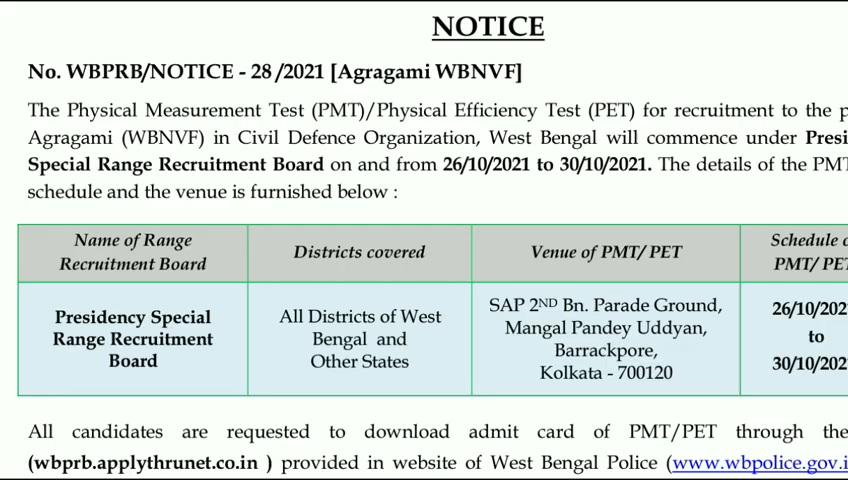 NOTICE
No. WBPRB/NOTICE - 28 /2021 [Agragami WBNVF]
The Physical Measurement Test (PMT)/Physical Efficiency Test (PET) for recruitment to the
Agragami (WBNVF) in Civil Defence Organization, West Bengal will commence under
Special Range Recruitment Board on and from 26/10/2021 to 30/10/2021. The details of the
schedule and the venue is furnished below :
Name of Range
Recruitment Board
Districts covered
Venue of PMT/ PET
Schedule
PMT/ PET
Presidency Special
Range Recruitment
Board
All Districts of West
Bengal and
Other States
SAP 2ND Bn. Parade Ground,
Mangal Pandey Uddyan,
Barrackpore,
Kolkata - 700120
26/10/2021
to
30/10/2021
All candidates are requested to download admit card of PMT/PET through the
(wbprb.applythrunet.co.in ) provided in website of West Bengal Police (www.wbpolice.gov.i